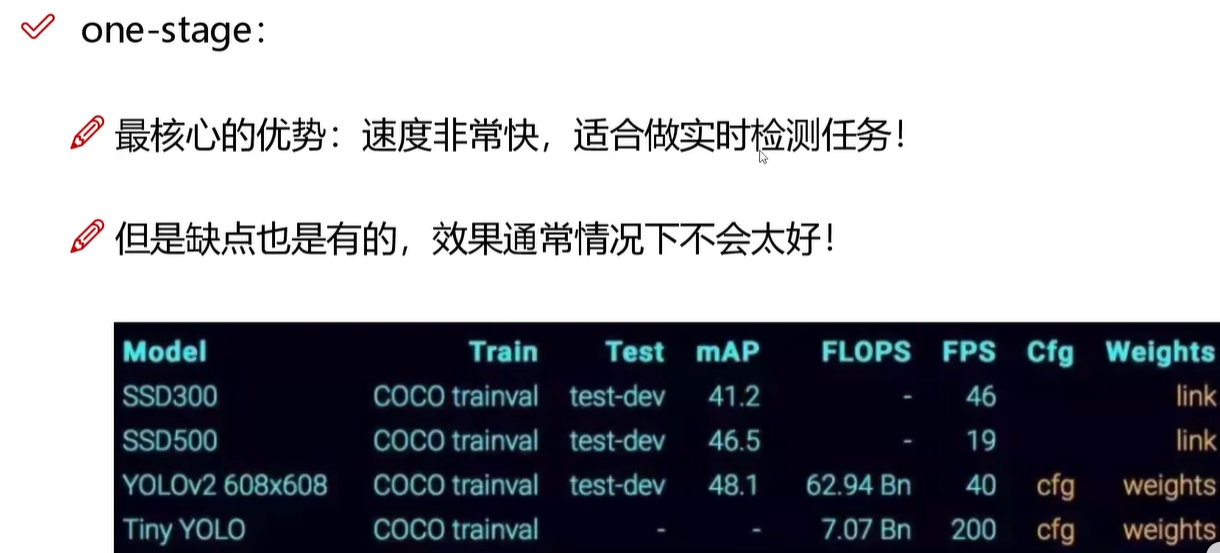 one-stage：
最核心的优势：速度非常快，适合做实时检测任务！
但是缺点也是有的，效果通常情况下不会太好！
Model Train Test mAP FLOPS FPS Cfg Weights
SSD300 COCO trainval test-dev 41.2 - 46 link
SSD500 COCO trainval test-dev 46.5 - 19 link
YOLOv2 608x608 COCO trainval test-dev 48.1 62.94 Bn 40 cfg weights
Tiny YOLO COCO trainval - - 7.07 Bn 200 cfg weights